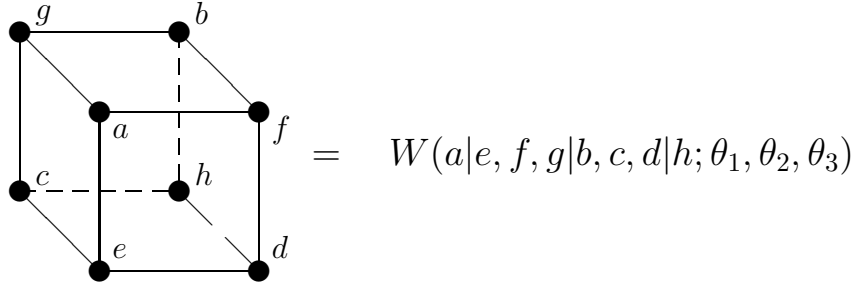 g b
a f = W(a|e, f, g|b, c, d|h; θ₁, θ₂, θ₃)
c h
e d